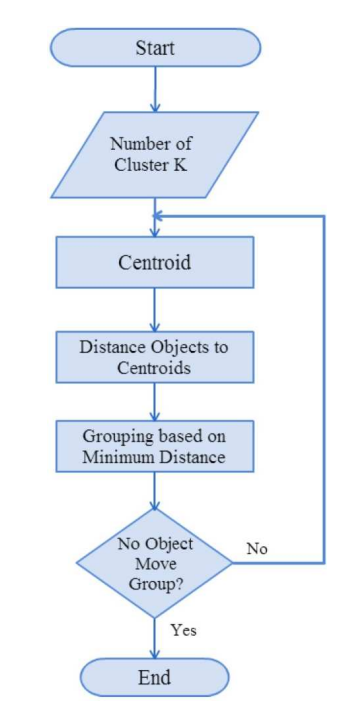 Start
Number of
Cluster K
Centroid
Distance Objects to
Centroids
Grouping based on
Minimum Distance
No Object
Move
Group?
No
Yes
End